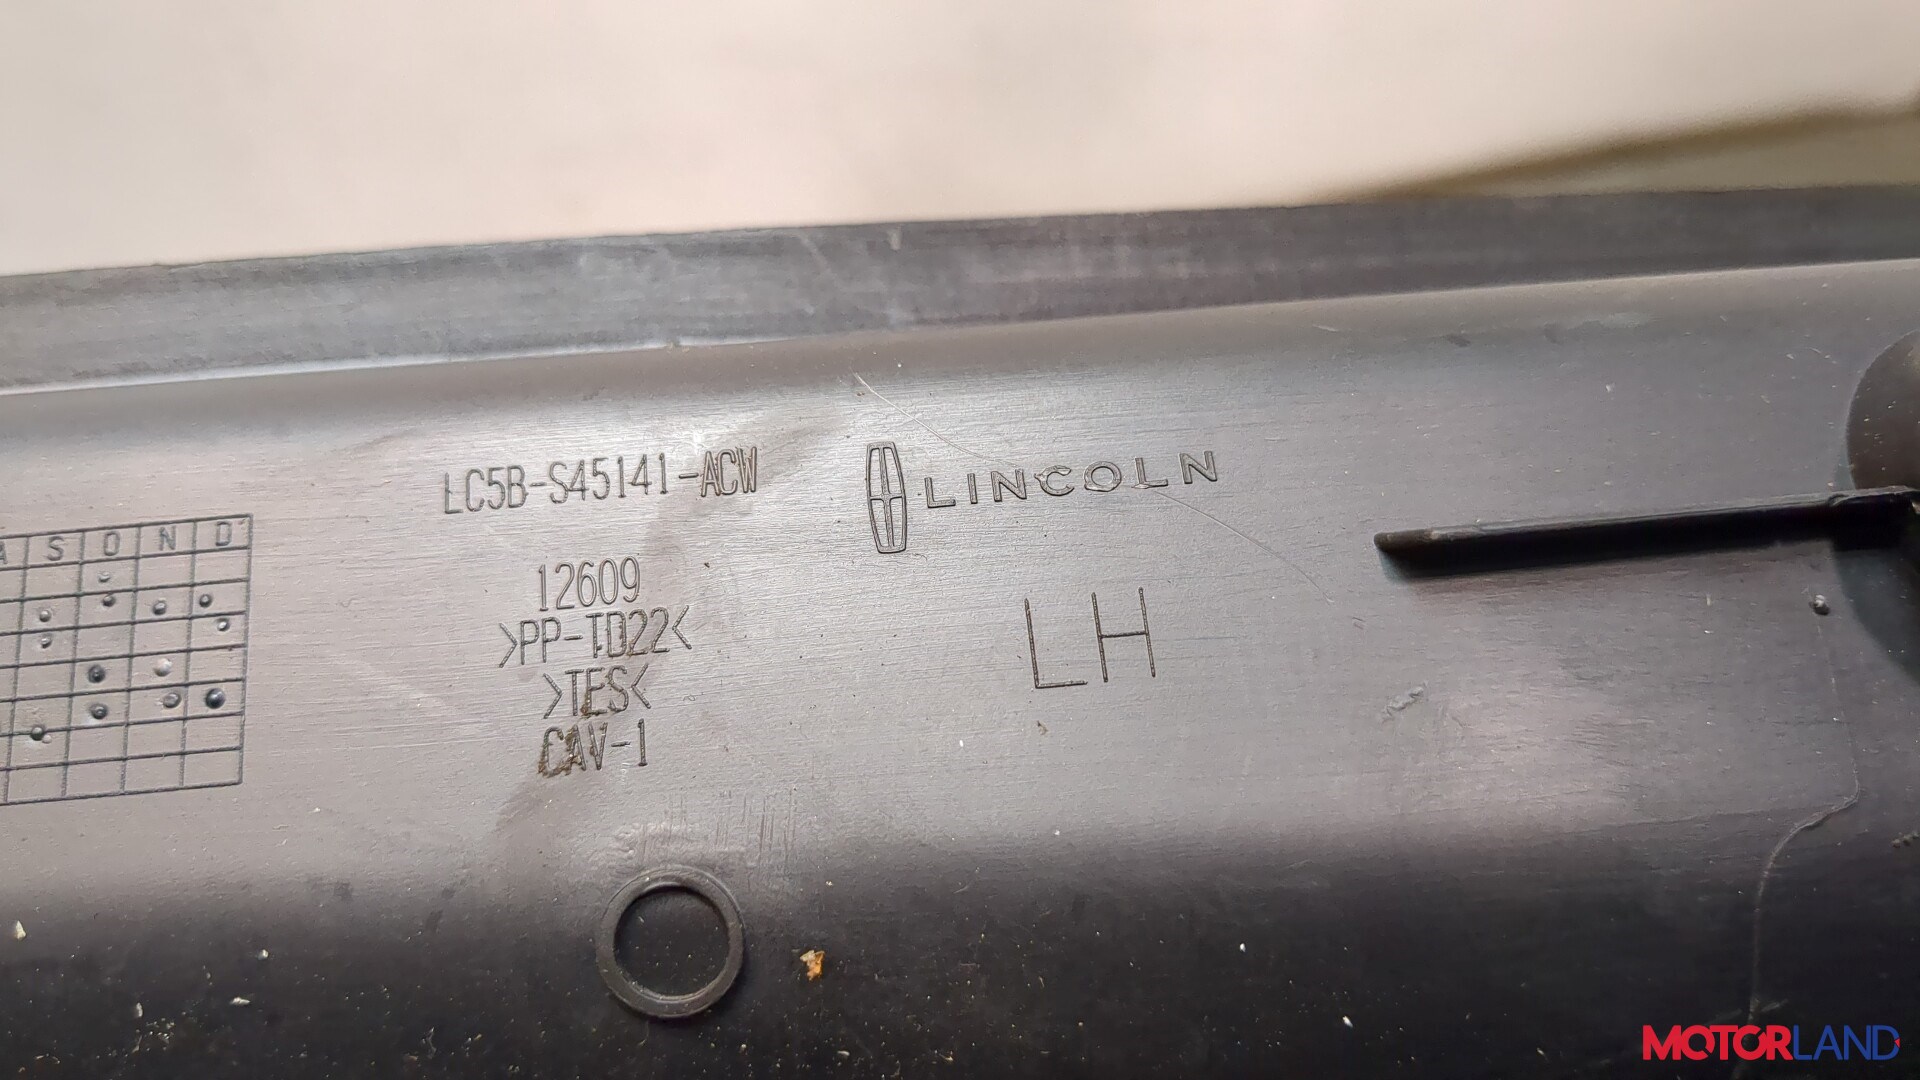 LC5B-S45141-ACW
LINCOLN
A S O N D
12609
>PP-TD22<
>TES<
CAV-1
LH
MOTORLAND